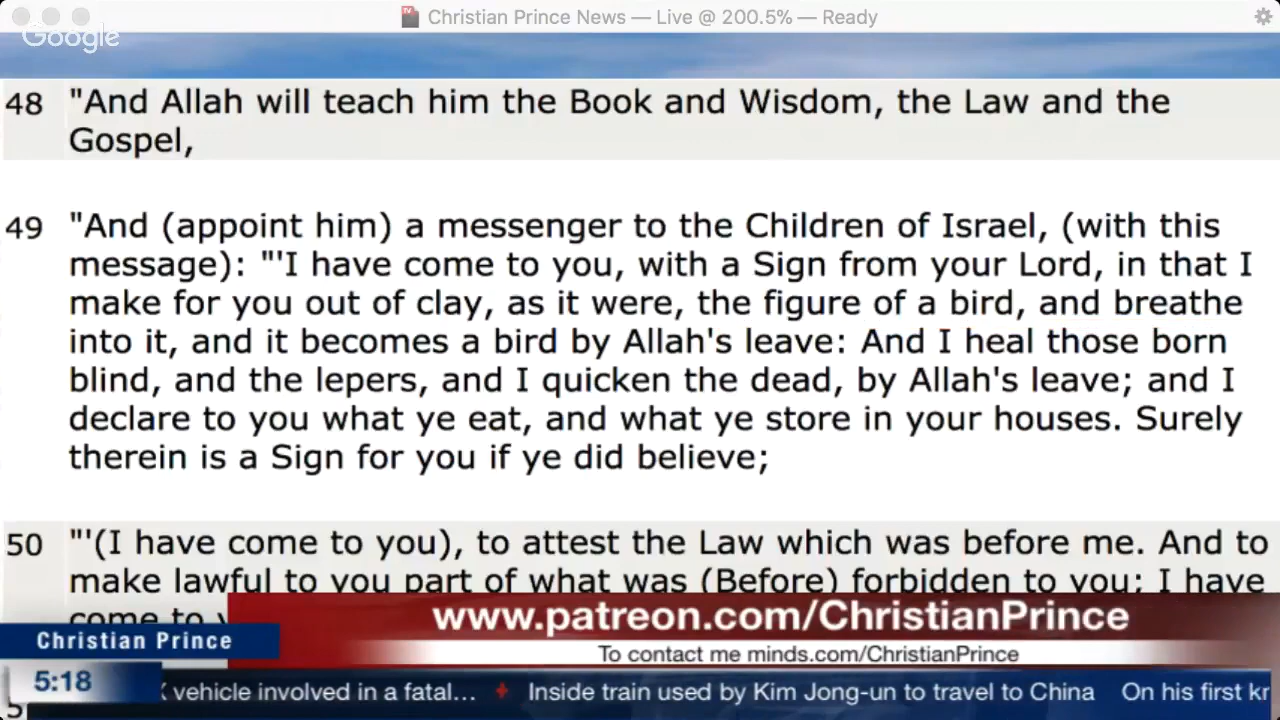 Christian Prince News — Live @ 200.5% — Ready
Google
48 "And Allah will teach him the Book and Wisdom, the Law and the
Gospel,
49 "And (appoint him) a messenger to the Children of Israel, (with this
message): "'I have come to you, with a Sign from your Lord, in that I
make for you out of clay, as it were, the figure of a bird, and breathe
into it, and it becomes a bird by Allah's leave: And I heal those born
blind, and the lepers, and I quicken the dead, by Allah's leave; and I
declare to you what ye eat, and what ye store in your houses. Surely
therein is a Sign for you if ye did believe;
50 "'(I have come to you), to attest the Law which was before me. And to
make lawful to you part of what was (Before) forbidden to you; I have
come to
www.patreon.com/ChristianPrince
Christian Prince
To contact me minds.com/ChristianPrince
5:18
X vehicle involved in a fatal... Inside train used by Kim Jong-un to travel to China On his first
5